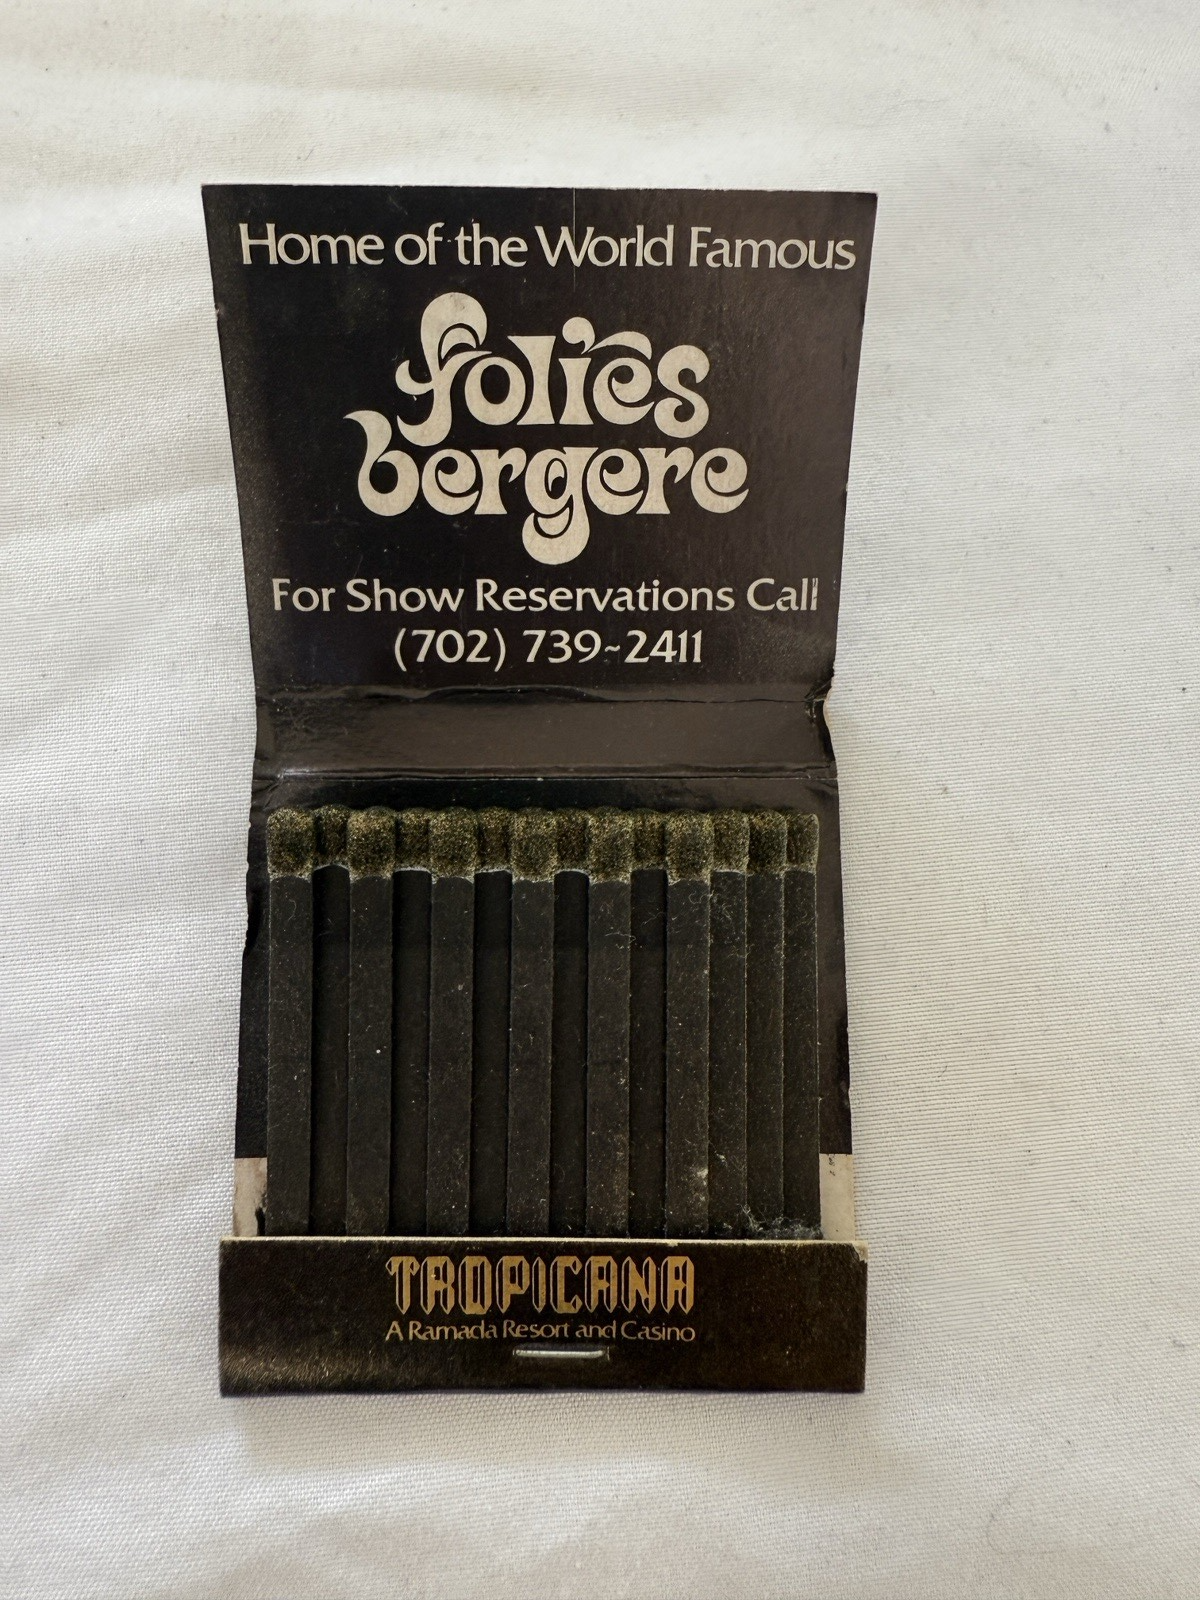 Home of the World Famous
folies
bergere
For Show Reservations Call
(702) 739~2411
TROPICANA
A Ramada Resort and Casino